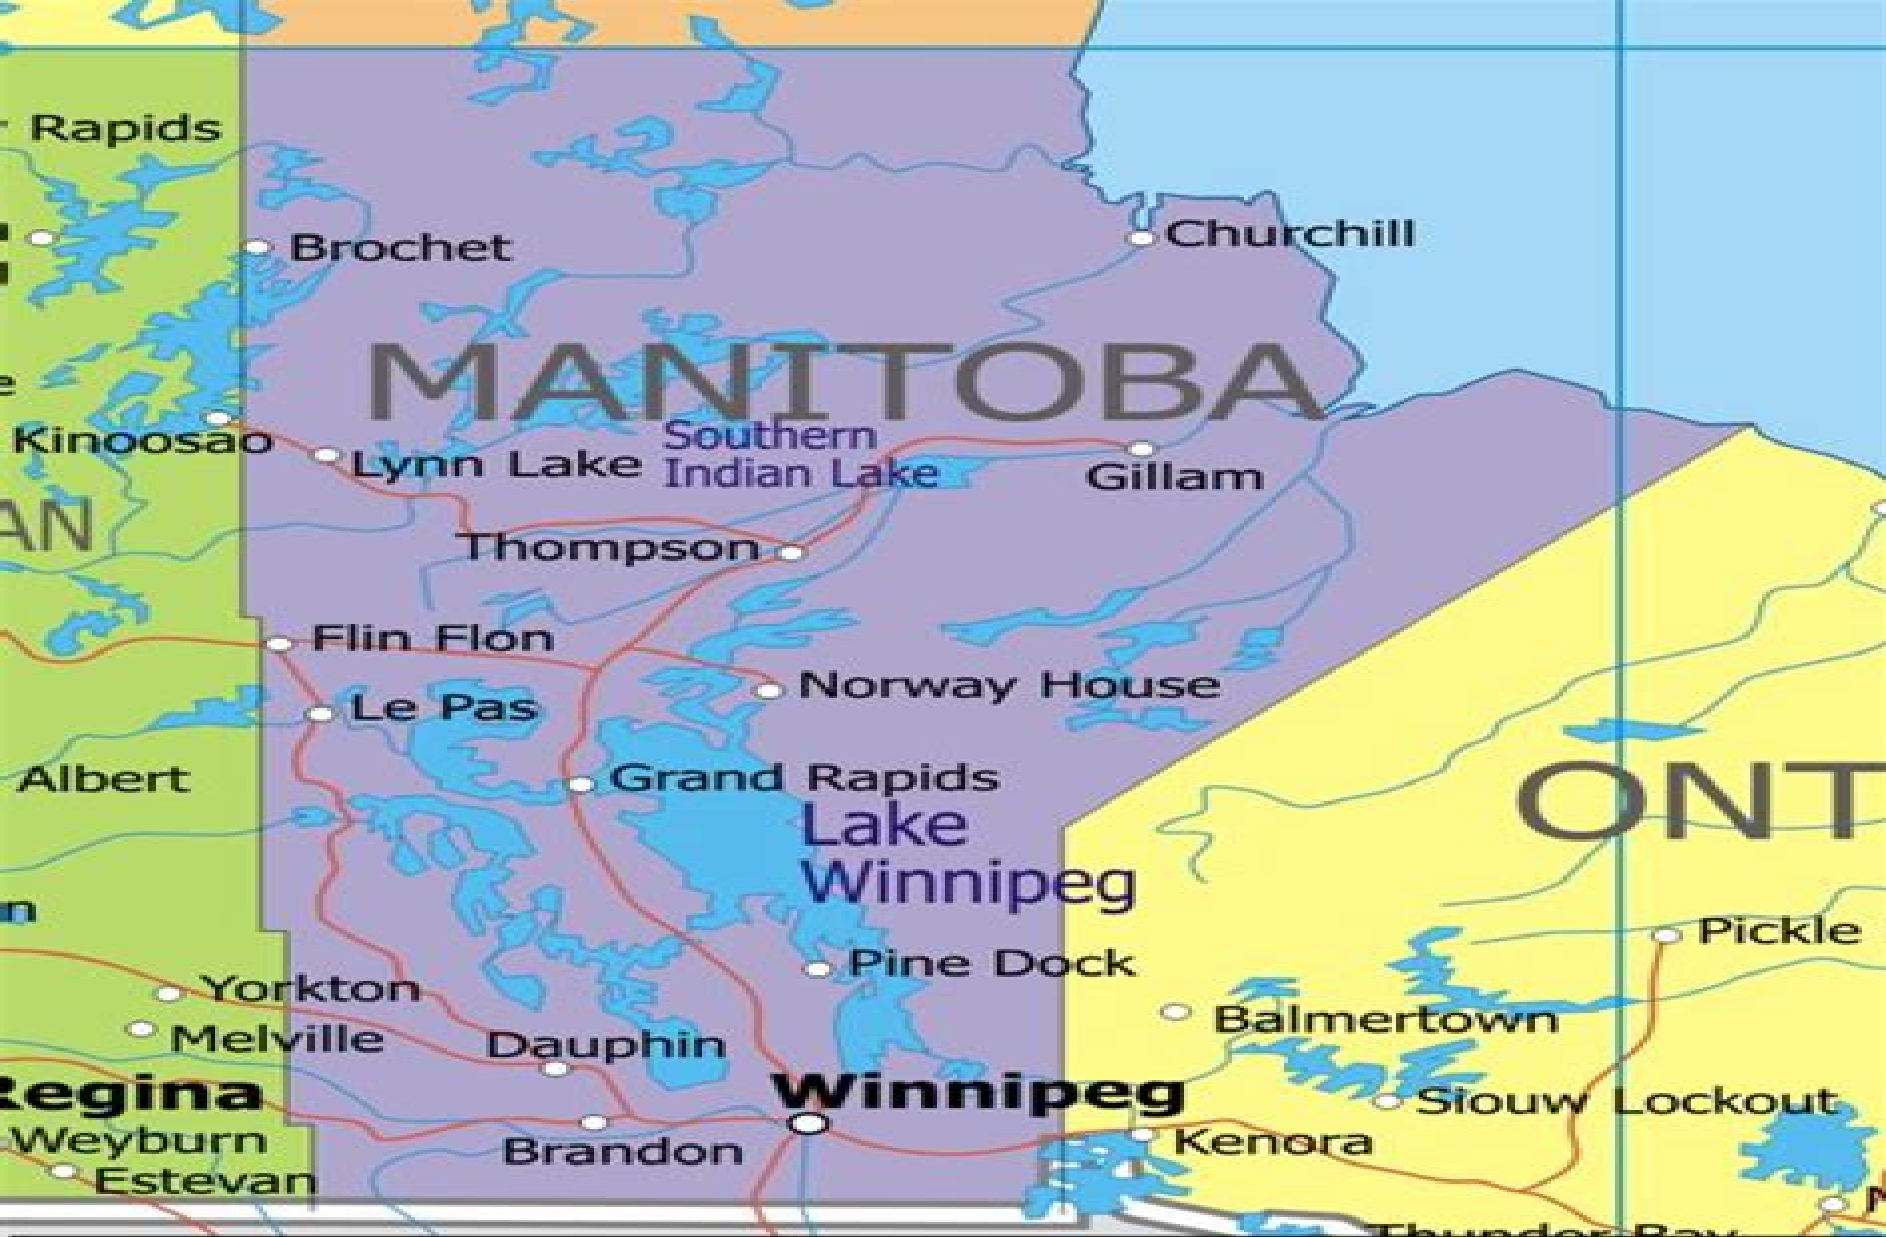 Rapids
Churchill
Brochet
MANITOBA
Kinoosao
Southern
Indian Lake
Lynn Lake
Gillam
AN
Thompson
Flin Flon
Norway House
Le Pas
Albert
Grand Rapids
Lake
Winnipeg
ONT
n
Pickle
Pine Dock
Yorkton
Balmertown
Melville
Dauphin
Regina
Winnipeg
Siouw Lockout
Weyburn
Brandon
Kenora
Estevan
Thunder Bay